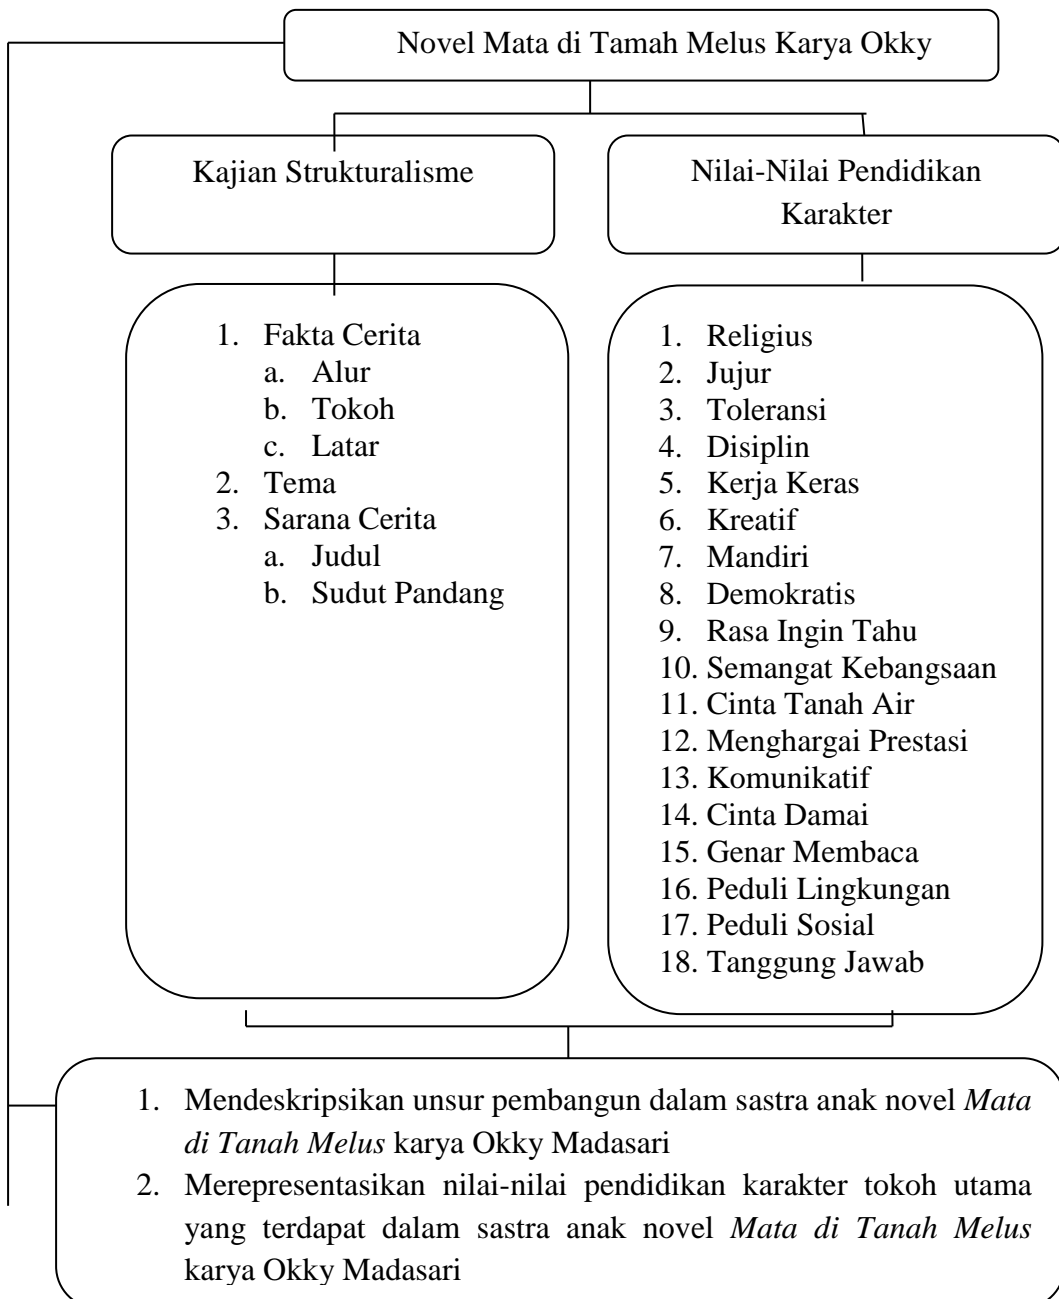 Novel Mata di Tamah Melus Karya Okky
Kajian Strukturalisme
Nilai-Nilai Pendidikan
Karakter
1. Fakta Cerita
a. Alur
b. Tokoh
c. Latar
2. Tema
3. Sarana Cerita
a. Judul
b. Sudut Pandang
1. Religius
2. Jujur
3. Toleransi
4. Disiplin
5. Kerja Keras
6. Kreatif
7. Mandiri
8. Demokratis
9. Rasa Ingin Tahu
10. Semangat Kebangsaan
11. Cinta Tanah Air
12. Menghargai Prestasi
13. Komunikatif
14. Cinta Damai
15. Genar Membaca
16. Peduli Lingkungan
17. Peduli Sosial
18. Tanggung Jawab
1. Mendeskripsikan unsur pembangun dalam sastra anak novel Mata
di Tanah Melus karya Okky Madasari
2. Merepresentasikan nilai-nilai pendidikan karakter tokoh utama
yang terdapat dalam sastra anak novel Mata di Tanah Melus
karya Okky Madasari